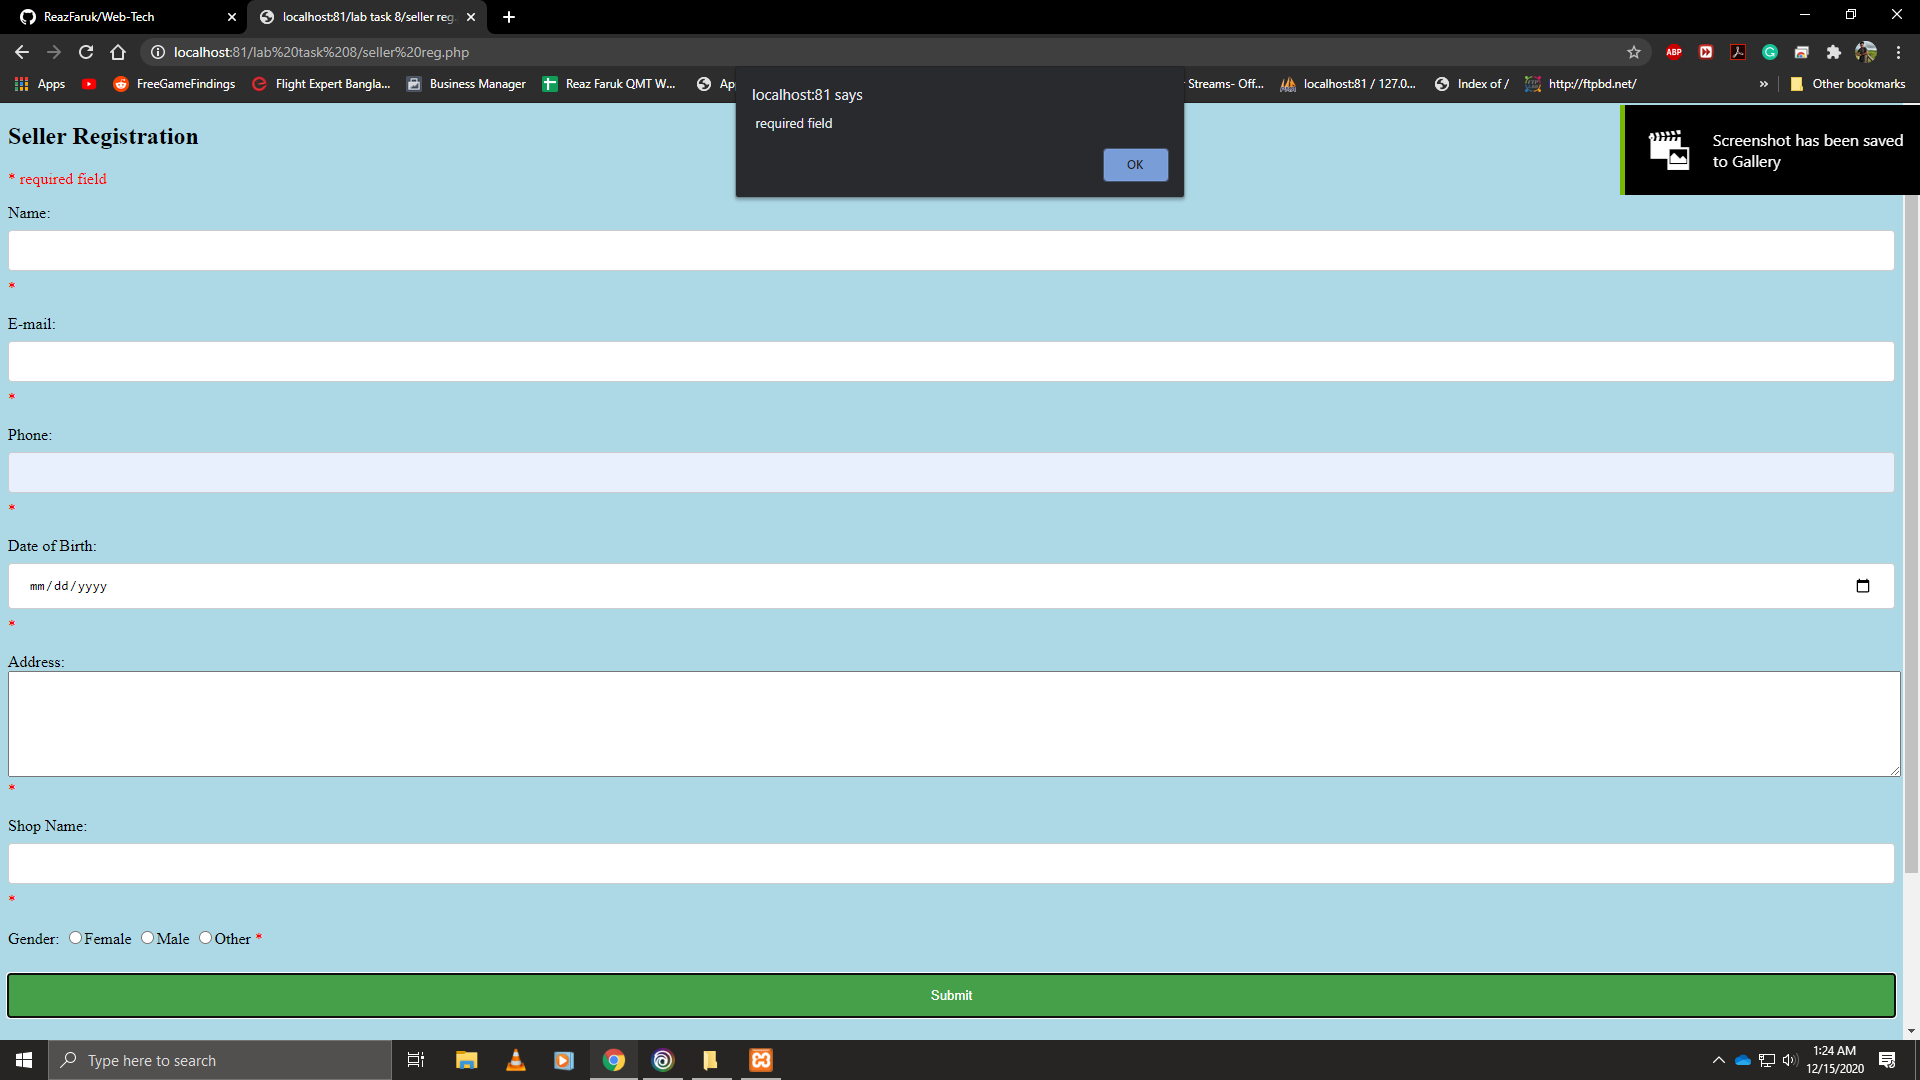 ReazFaruk/Web-Tech
localhost:81/lab task 8/seller reg.
localhost:81/lab%20task%208/seller%20reg.php
ABP
Apps
FreeGameFindings
Flight Expert Bangla...
Business Manager
Reaz Faruk QMT W...
Ap
Streams- Off...
localhost:81 / 127.0...
Index of /
http://ftpbd.net/
»
Other bookmarks
localhost:81 says
required field
OK
Screenshot has been saved
to Gallery
Seller Registration
* required field
Name:
*
E-mail:
*
Phone:
*
Date of Birth:
mm/dd/yyyy
*
Address:
*
Shop Name:
*
Gender: Female Male Other *
Submit
Type here to search
1:24 AM
12/15/2020